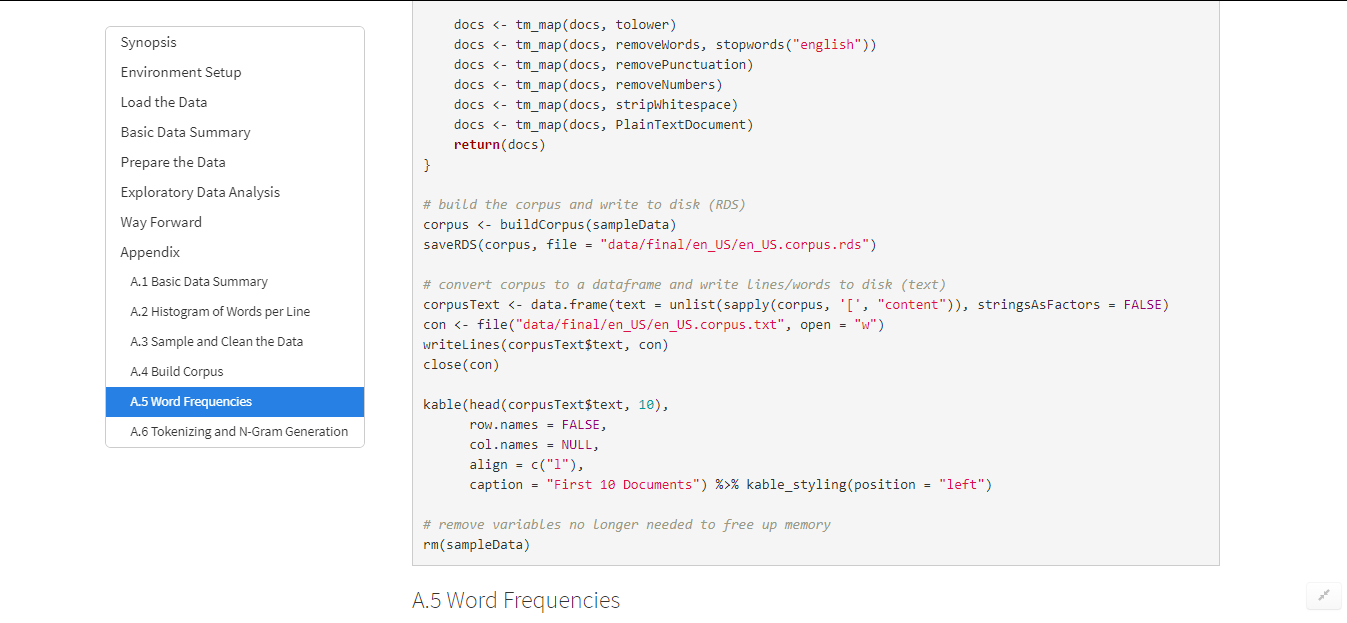 Synopsis
Environment Setup
Load the Data
Basic Data Summary
Prepare the Data
Exploratory Data Analysis
Way Forward
Appendix
A.1 Basic Data Summary
A.2 Histogram of Words per Line
A.3 Sample and Clean the Data
A.4 Build Corpus
A.5 Word Frequencies
A.6 Tokenizing and N-Gram Generation
    docs <- tm_map(docs, tolower)
    docs <- tm_map(docs, removeWords, stopwords("english"))
    docs <- tm_map(docs, removePunctuation)
    docs <- tm_map(docs, removeNumbers)
    docs <- tm_map(docs, stripWhitespace)
    docs <- tm_map(docs, PlainTextDocument)
    return(docs)
}
# build the corpus and write to disk (RDS)
corpus <- buildCorpus(sampleData)
saveRDS(corpus, file = "data/final/en_US/en_US.corpus.rds")
# convert corpus to a dataframe and write lines/words to disk (text)
corpusText <- data.frame(text = unlist(sapply(corpus, '[', "content")), stringsAsFactors = FALSE)
con <- file("data/final/en_US/en_US.corpus.txt", open = "w")
writeLines(corpusText$text, con)
close(con)
kable(head(corpusText$text, 10),
      row.names = FALSE,
      col.names = NULL,
      align = c("l"),
      caption = "First 10 Documents") %>% kable_styling(position = "left")
# remove variables no longer needed to free up memory
rm(sampleData)
A.5 Word Frequencies